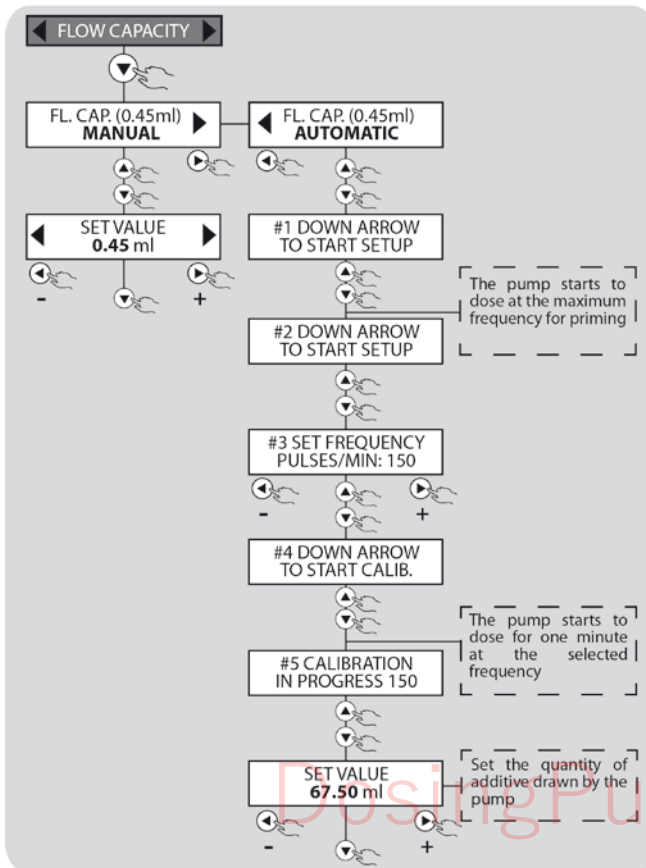 FLOW CAPACITY
FL. CAP. (0.45ml)
MANUAL
FL. CAP. (0.45ml)
AUTOMATIC
SET VALUE
0.45 ml
-
+
#1 DOWN ARROW
TO START SETUP
The pump starts to
dose at the maximum
frequency for priming
#2 DOWN ARROW
TO START SETUP
#3 SET FREQUENCY
PULSES/MIN: 150
-
+
#4 DOWN ARROW
TO START CALIB.
The pump starts to
dose for one minute
at the selected
frequency
#5 CALIBRATION
IN PROGRESS 150
SET VALUE
67.50 ml
Set the quantity of
additive drawn by the
pump
-
+
DosingPu